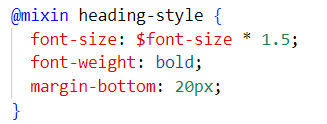 @mixin heading-style {
  font-size: $font-size * 1.5;
  font-weight: bold;
  margin-bottom: 20px;
}